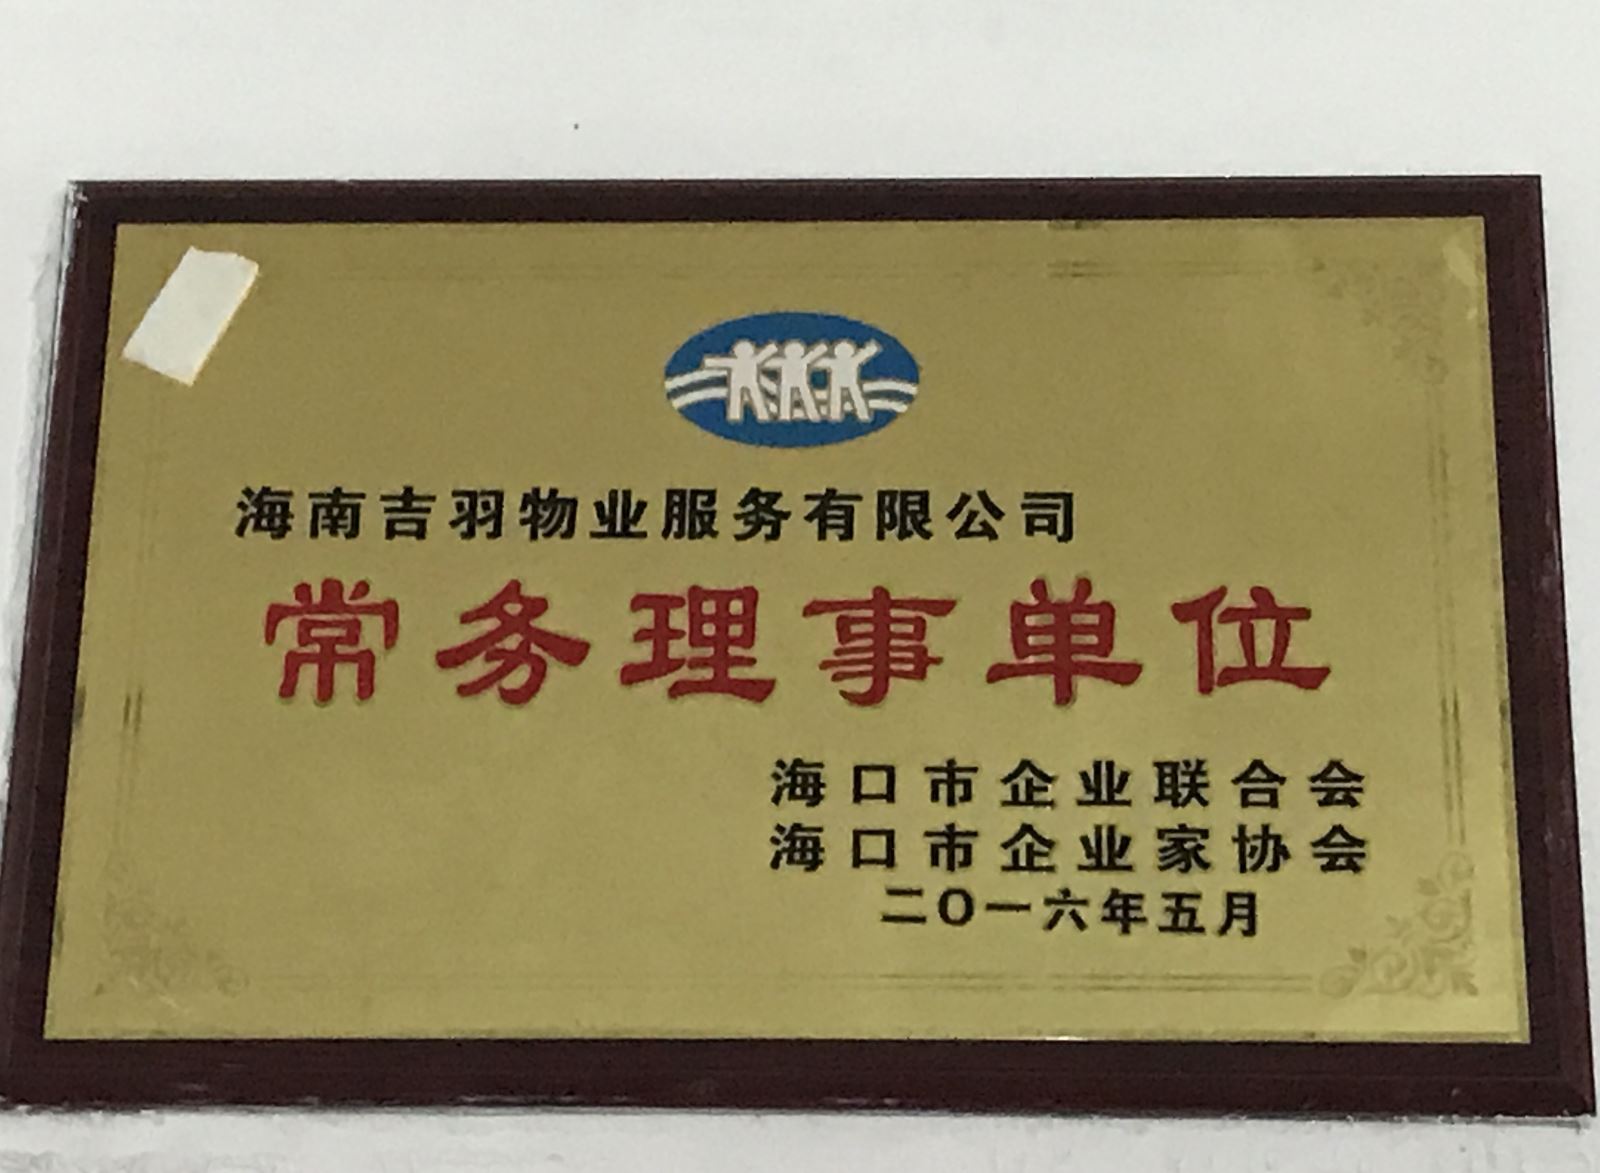 海南吉羽物业服务有限公司
常务理事单位
海口市企业联合会
海口市企业家协会
二〇一六年五月